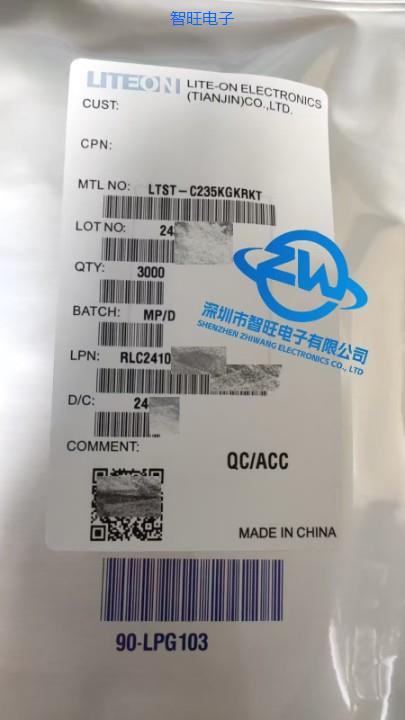 智旺电子
LITEON
LITE-ON ELECTRONICS
(TIANJIN)CO.,LTD.
CUST:
CPN:
MTL NO: LTST-C235KGKRKT
LOT NO: 24
QTY: 3000
BATCH: MP/D
LPN: RLC2410
D/C: 24
COMMENT:
QC/ACC
MADE IN CHINA
90-LPG103
ZW
深圳市智旺电子有限公司
SHENZHEN ZHIWANG ELECTRONICS CO., LTD